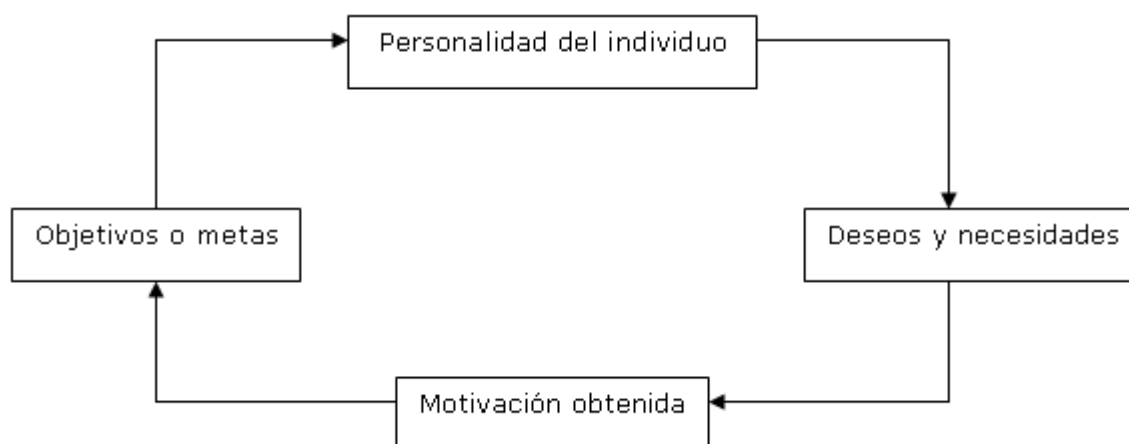 Personalidad del individuo
Objetivos o metas
Deseos y necesidades
Motivación obtenida